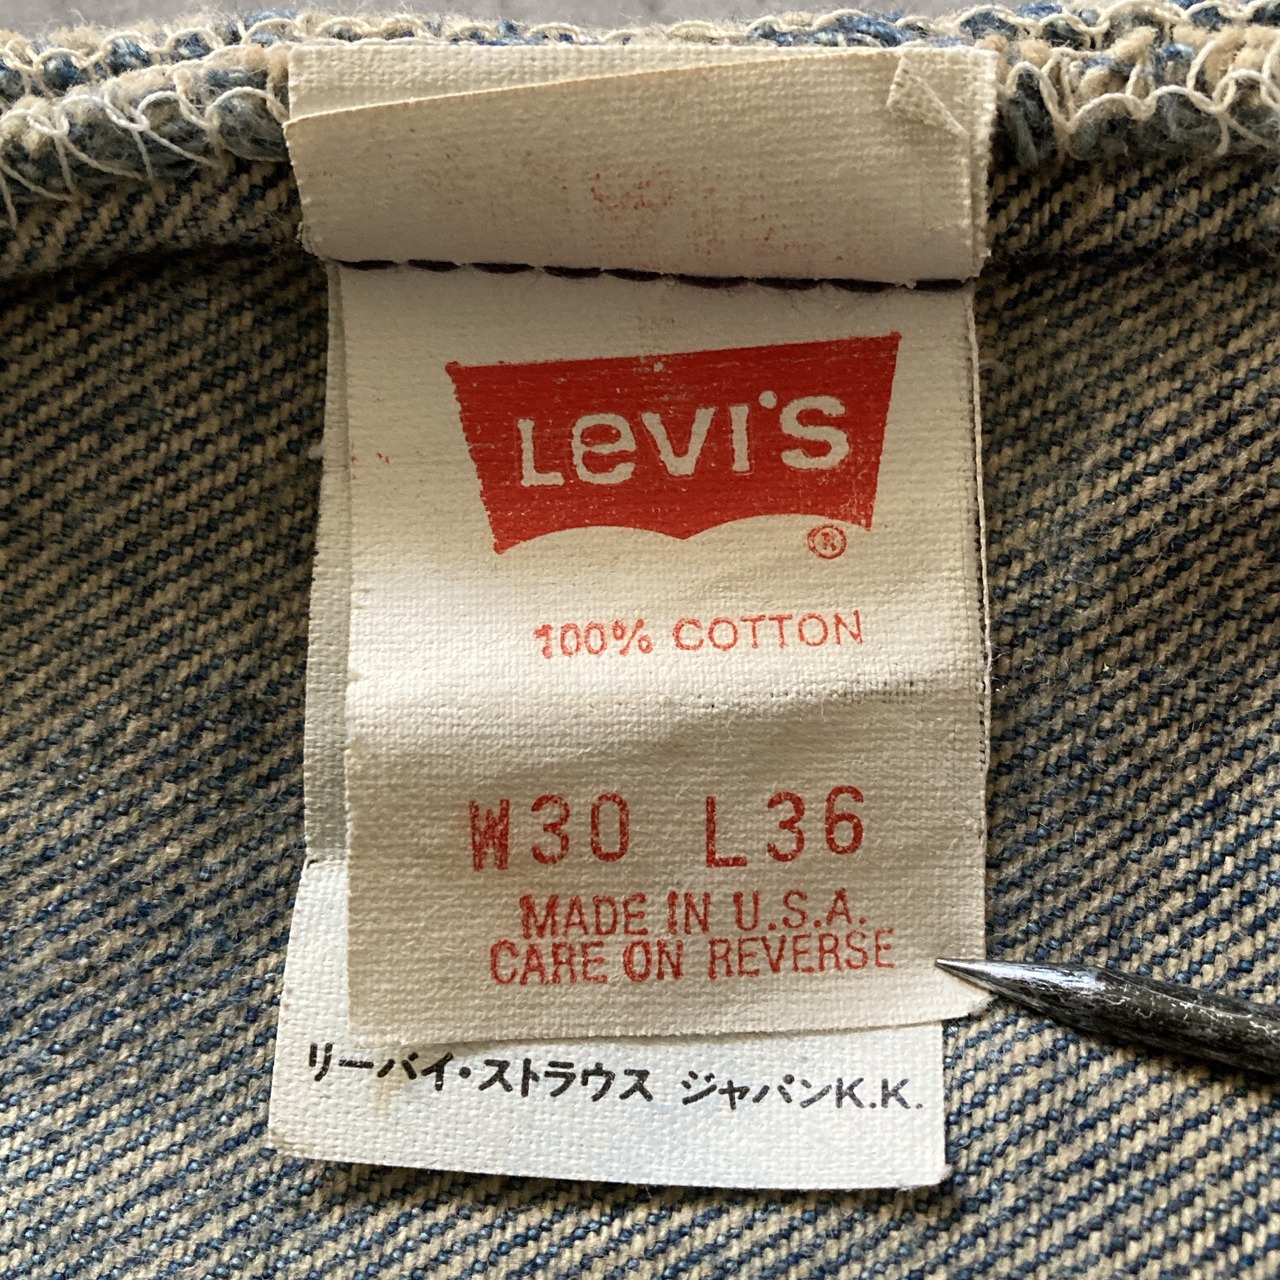 Levi's
®
100% COTTON
W30 L36
MADE IN U.S.A.
CARE ON REVERSE
リーバイ・ストラウス ジャパンK.K.